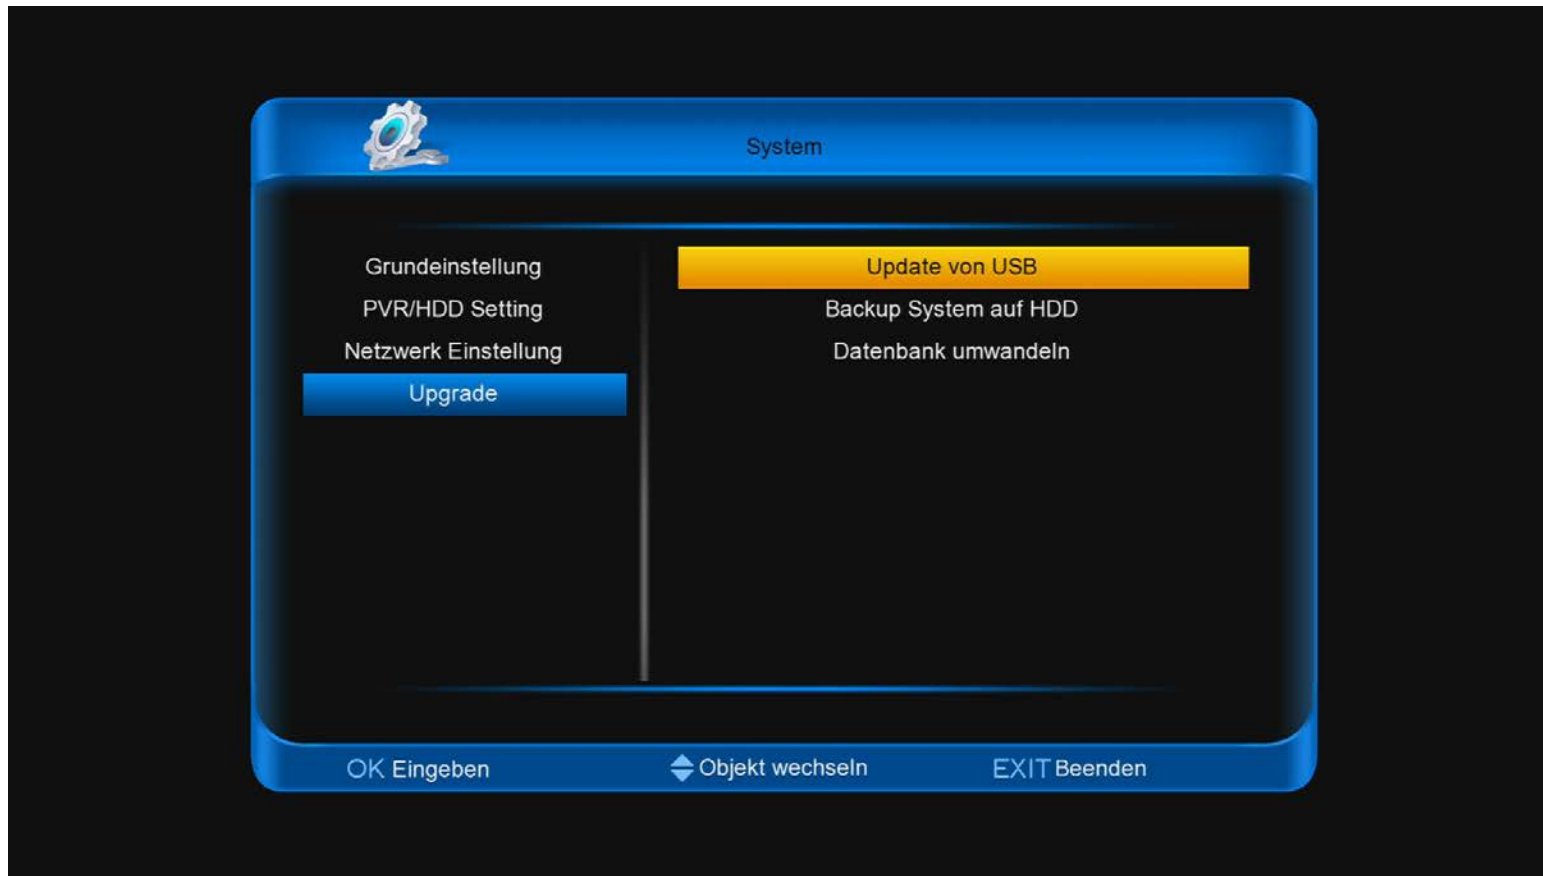 System
Grundeinstellung
PVR/HDD Setting
Netzwerk Einstellung
Upgrade
Update von USB
Backup System auf HDD
Datenbank umwandeln
OK Eingeben
Objekt wechseln
EXIT Beenden